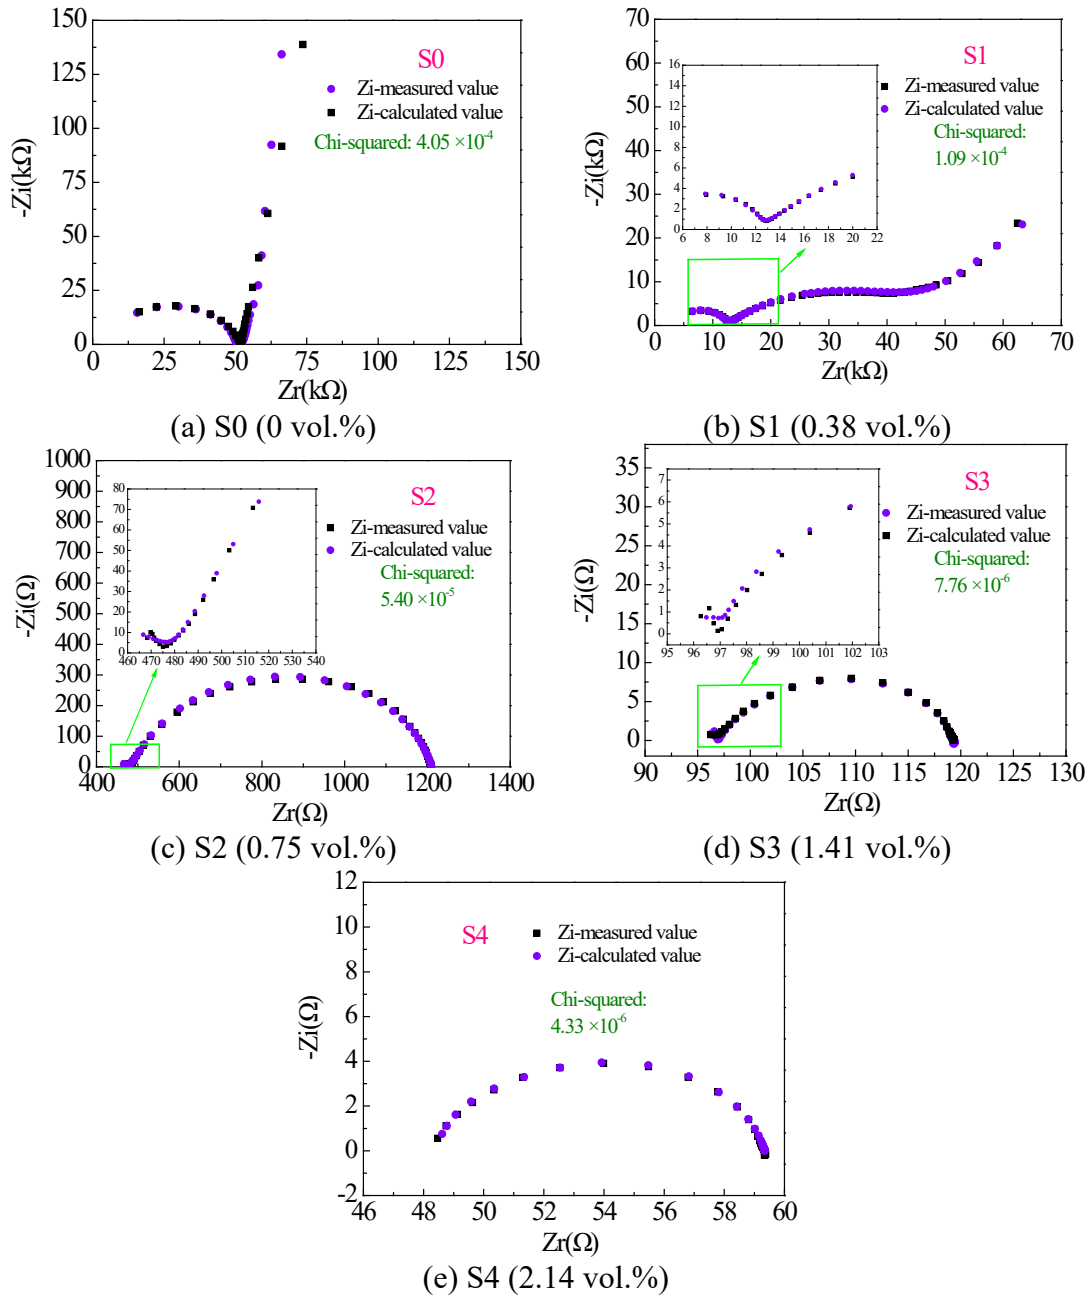 150
125
100
75
50
25
0
-Zi(kΩ)
S0
Zi-measured value
Zi-calculated value
Chi-squared: 4.05 ×10⁻⁴
0 25 50 75 100 125 150
Zr(kΩ)
(a) S0 (0 vol.%)
70
60
50
40
30
20
10
0
-Zi(kΩ)
16
14
12
10
8
6
4
2
0
6 8 10 12 14 16 18 20 22
S1
Zi-measured value
Zi-calculated value
Chi-squared:
1.09 ×10⁻⁴
0 10 20 30 40 50 60 70
Zr(kΩ)
(b) S1 (0.38 vol.%)
1000
900
800
700
600
500
400
300
200
100
0
-Zi(Ω)
80
70
60
50
40
30
20
10
0
460 470 480 490 500 510 520 530 540
S2
Zi-measured value
Zi-calculated value
Chi-squared:
5.40 ×10⁻⁵
400 600 800 1000 1200 1400
Zr(Ω)
(c) S2 (0.75 vol.%)
35
30
25
20
15
10
5
0
-Zi(Ω)
7
6
5
4
3
2
1
0
95 96 97 98 99 100 101 102 103
S3
Zi-measured value
Zi-calculated value
Chi-squared:
7.76 ×10⁻⁶
90 95 100 105 110 115 120 125 130
Zr(Ω)
(d) S3 (1.41 vol.%)
12
10
8
6
4
2
0
-2
-Zi(Ω)
S4
Zi-measured value
Zi-calculated value
Chi-squared:
4.33 ×10⁻⁶
46 48 50 52 54 56 58 60
Zr(Ω)
(e) S4 (2.14 vol.%)